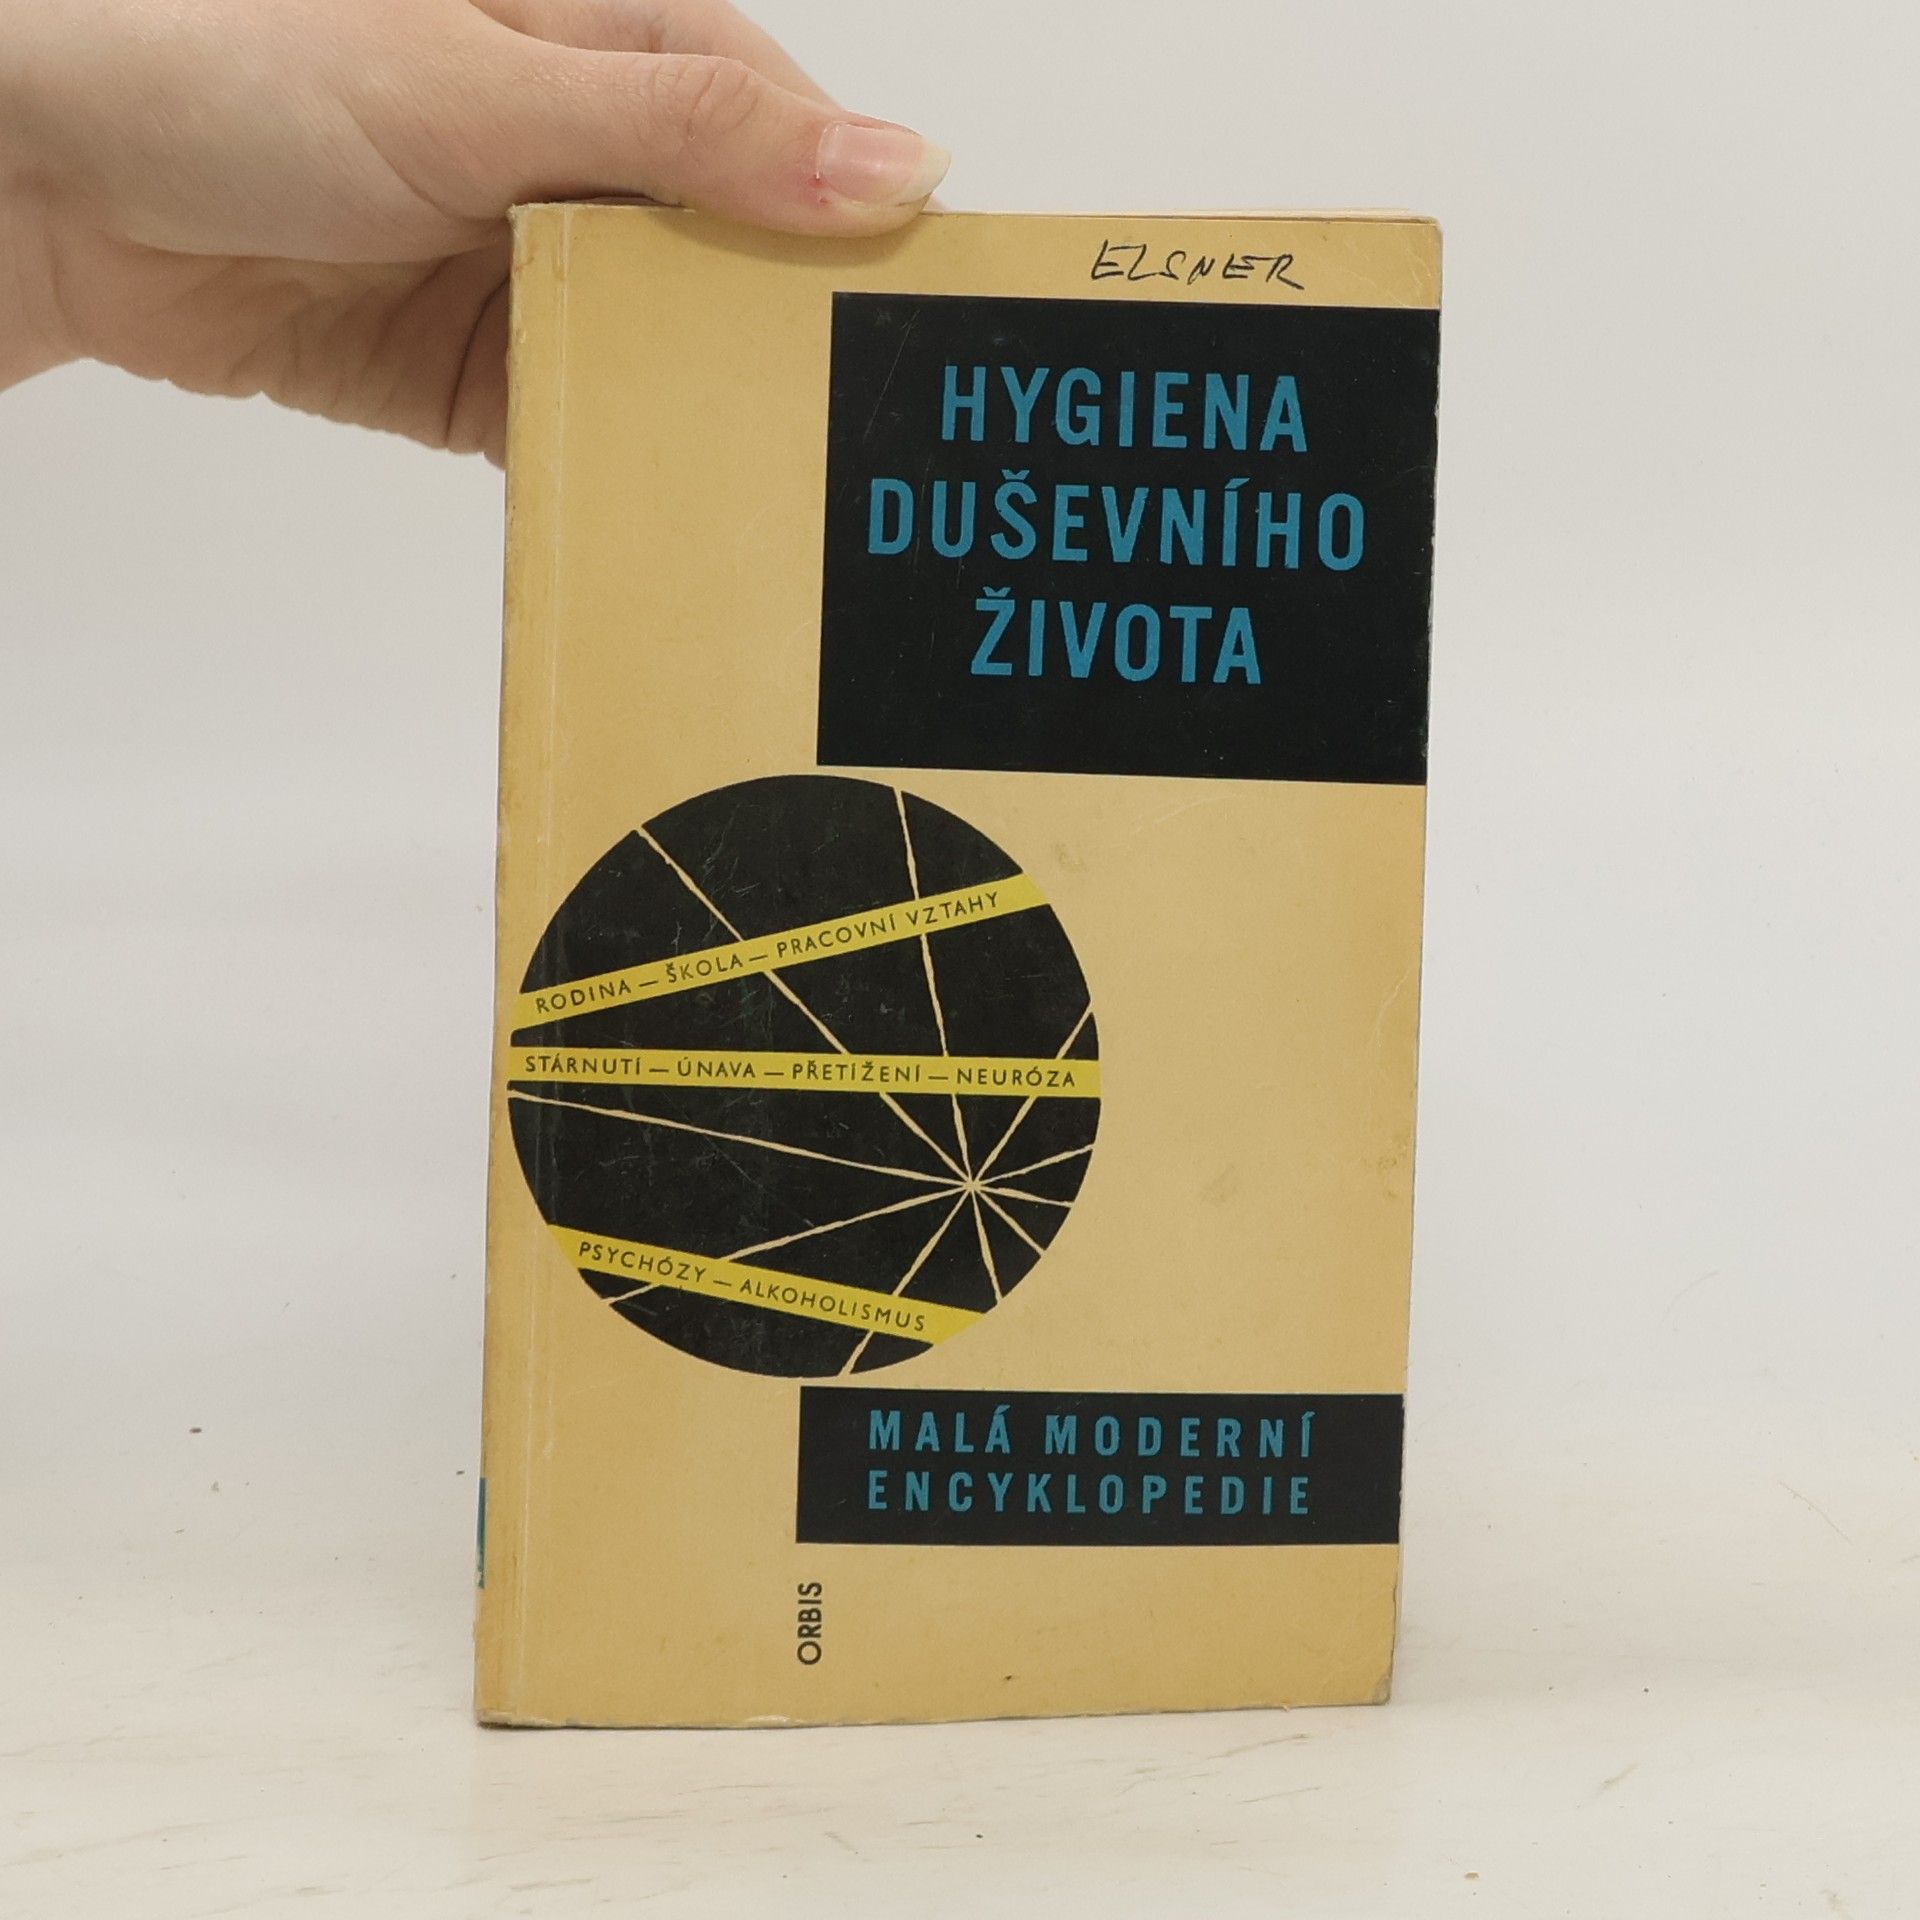 ELSNER
HYGIENA
DUŠEVNÍHO
ŽIVOTA
RODINA — ŠKOLA — PRACOVNÍ VZTAHY
STÁRNUTÍ — ÚNAVA — PŘETÍŽENÍ — NEURÓZA
PSYCHÓZY — ALKOHOLISMUS
MALÁ MODERNÍ
ENCYKLOPEDIE
ORBIS